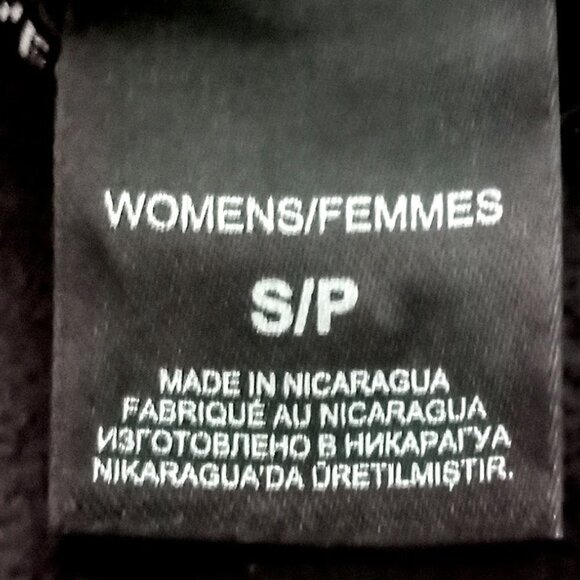 WOMENS/FEMMES
S/P
MADE IN NICARAGUA
FABRIQUÉ AU NICARAGUA
ИЗГОТОВЛЕНО В НИКАРАГУА
NIKARAGUA'DA ÜRETILMIŞTIR.